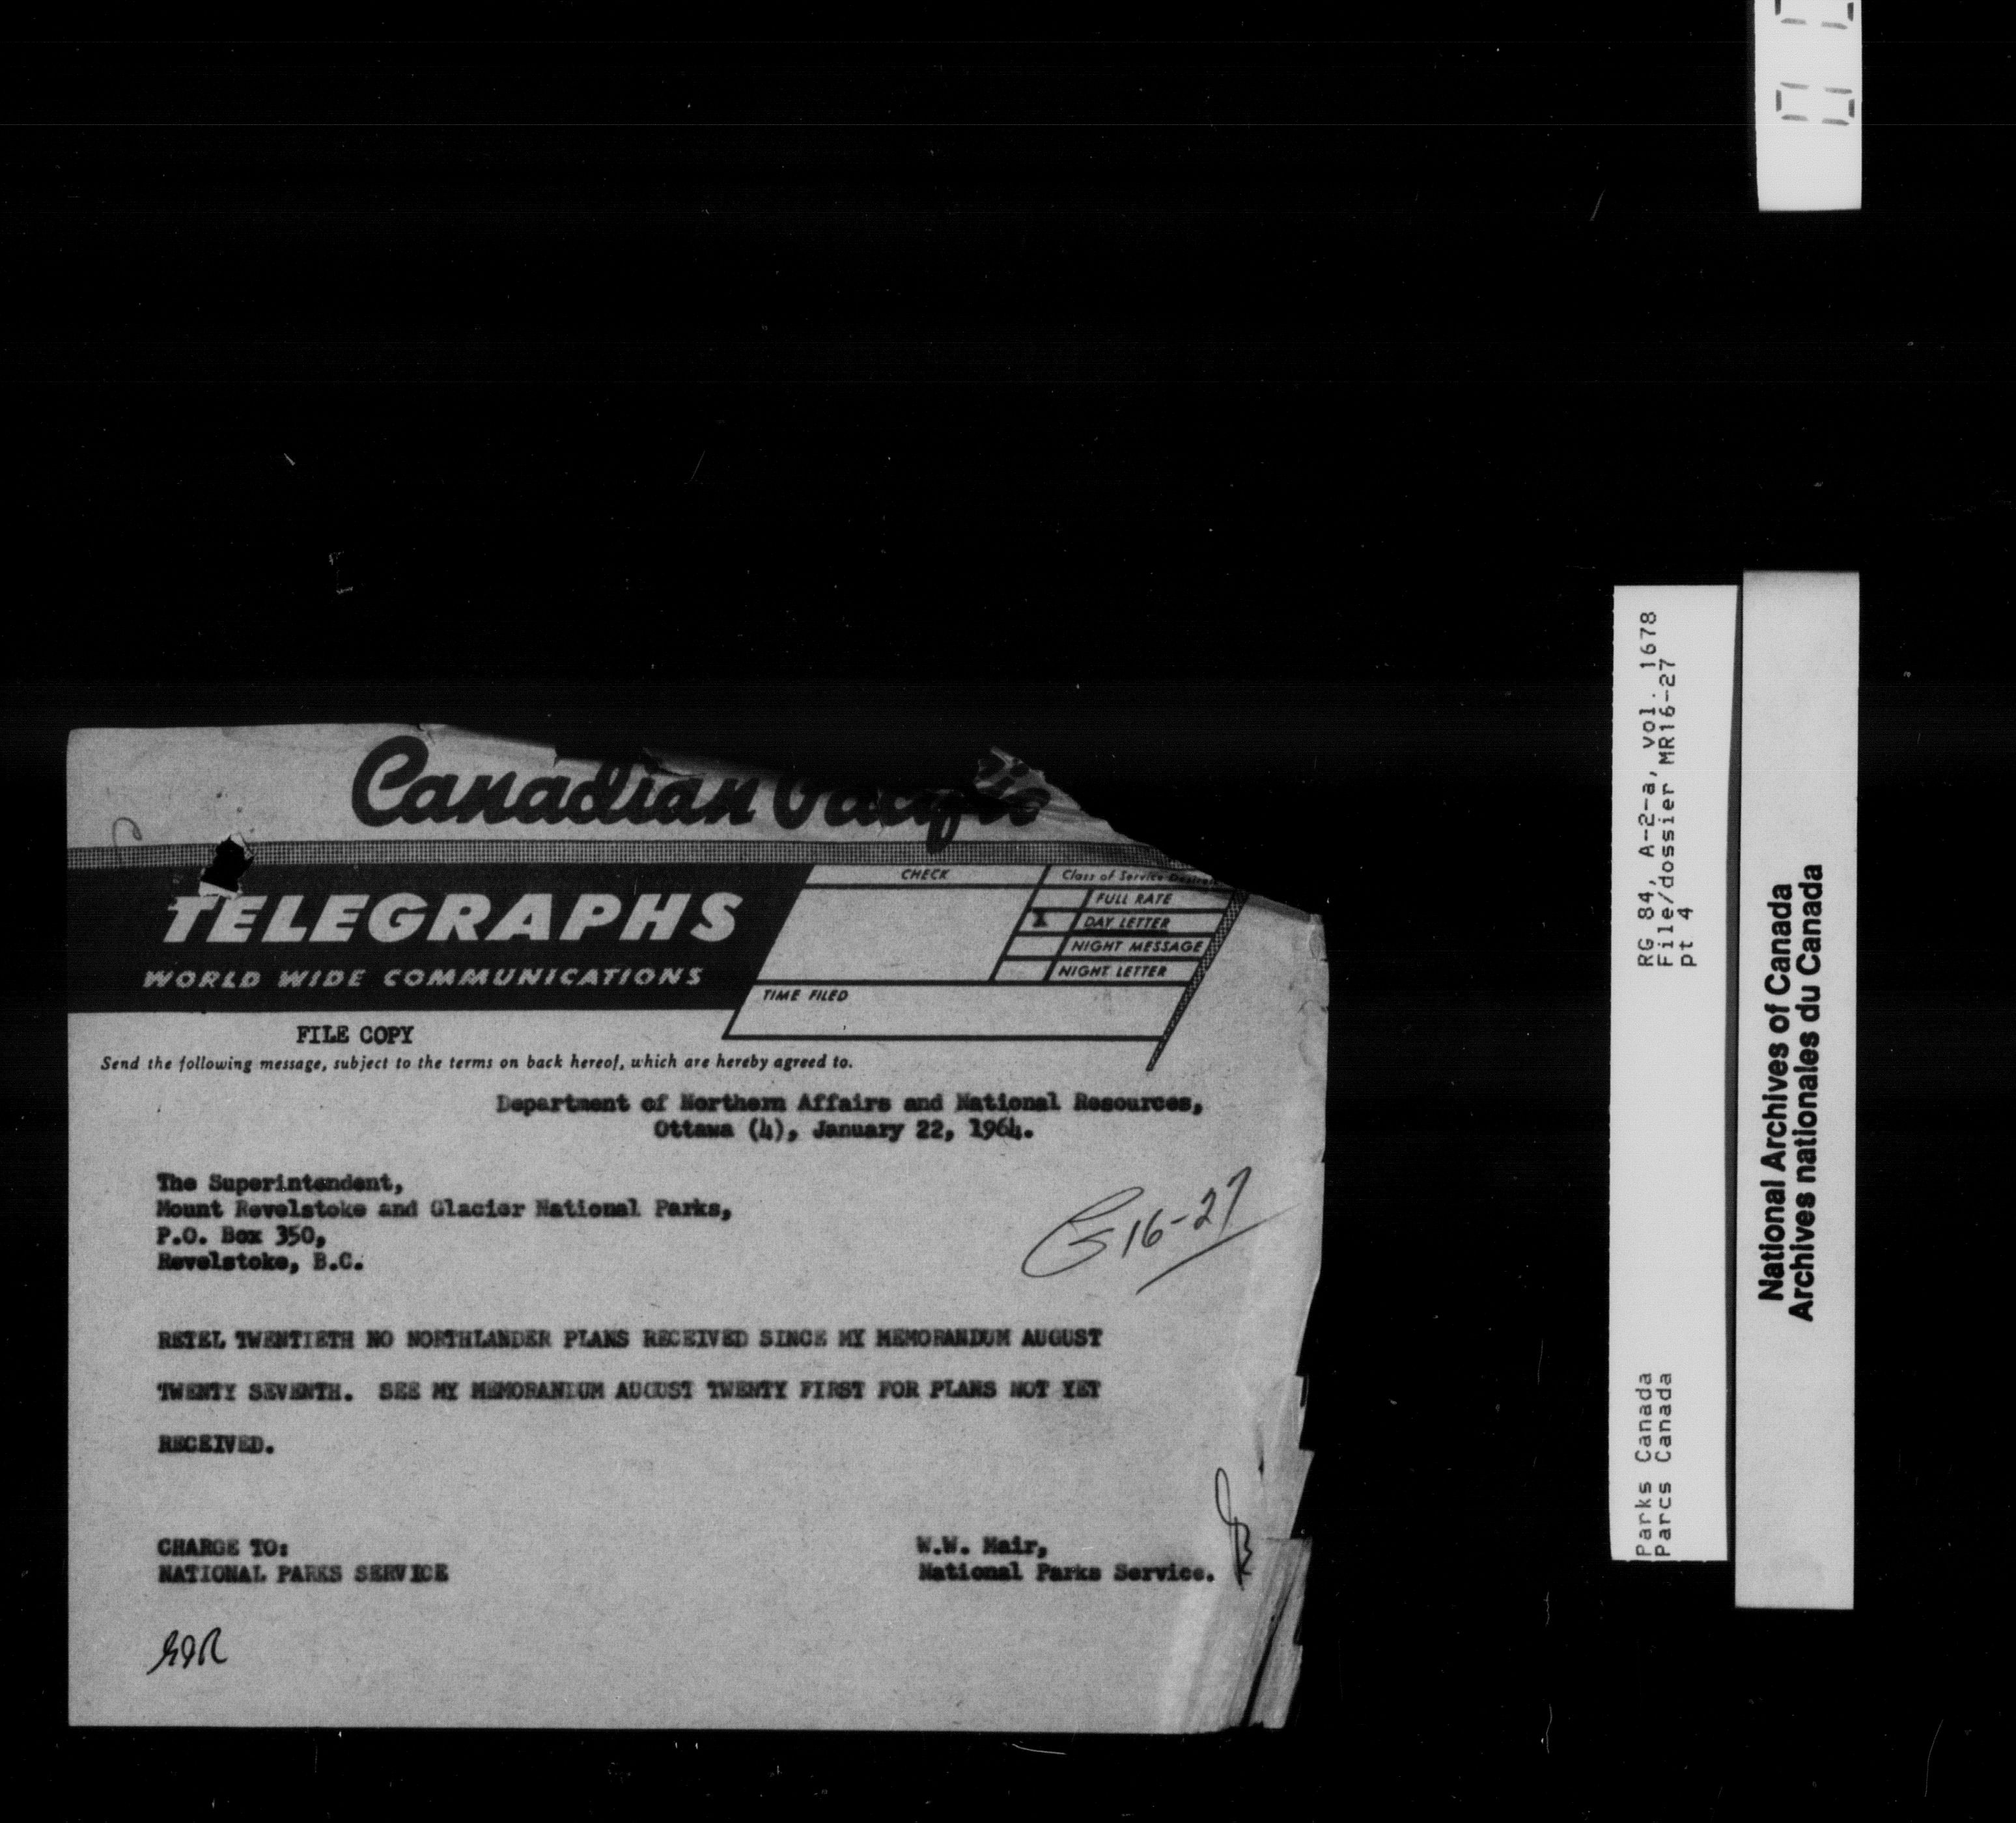 Canadian Pacific
TELEGRAPHS
WORLD WIDE COMMUNICATIONS
CHECK
Class of Service Desired
FULL RATE
X DAY LETTER
NIGHT MESSAGE
NIGHT LETTER
TIME FILED
FILE COPY
Send the following message, subject to the terms on back hereof, which are hereby agreed to.
Department of Northern Affairs and National Resources,
Ottawa (4), January 22, 1964.
The Superintendent,
Mount Revelstoke and Glacier National Parks,
P.O. Box 350,
Revelstoke, B.C.
16-27
RETEL TWENTIETH NO NORTHLANDER PLANS RECEIVED SINCE MY MEMORANDUM AUGUST
TWENTY SEVENTH. SEE MY MEMORANDUM AUGUST TWENTY FIRST FOR PLANS NOT YET
RECEIVED.
CHARGE TO:
NATIONAL PARKS SERVICE
W.W. Mair,
National Parks Service.
RG 84, A-2-a, vol. 1678
File/dossier MR16-27
pt 4
Parks Canada
Parcs Canada
National Archives of Canada
Archives nationales du Canada